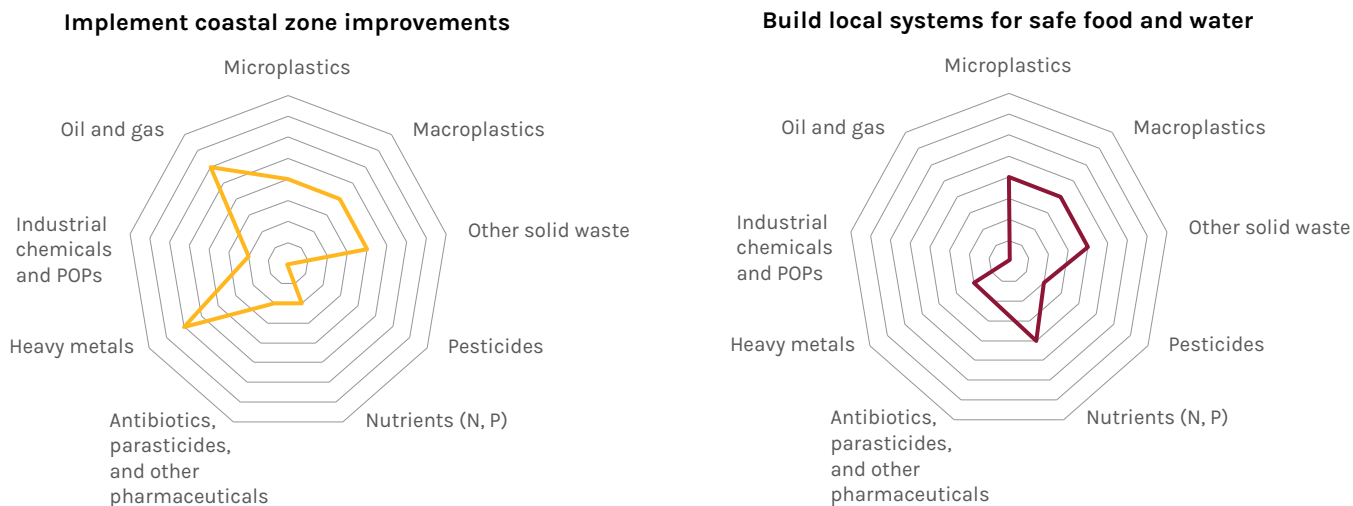 Implement coastal zone improvements
Microplastics
Oil and gas
Macroplastics
Industrial
chemicals
and POPs
Other solid waste
Heavy metals
Pesticides
Antibiotics,
parasticides,
and other
pharmaceuticals
Nutrients (N, P)
Build local systems for safe food and water
Microplastics
Oil and gas
Macroplastics
Industrial
chemicals
and POPs
Other solid waste
Heavy metals
Pesticides
Antibiotics,
parasticides,
and other
pharmaceuticals
Nutrients (N, P)